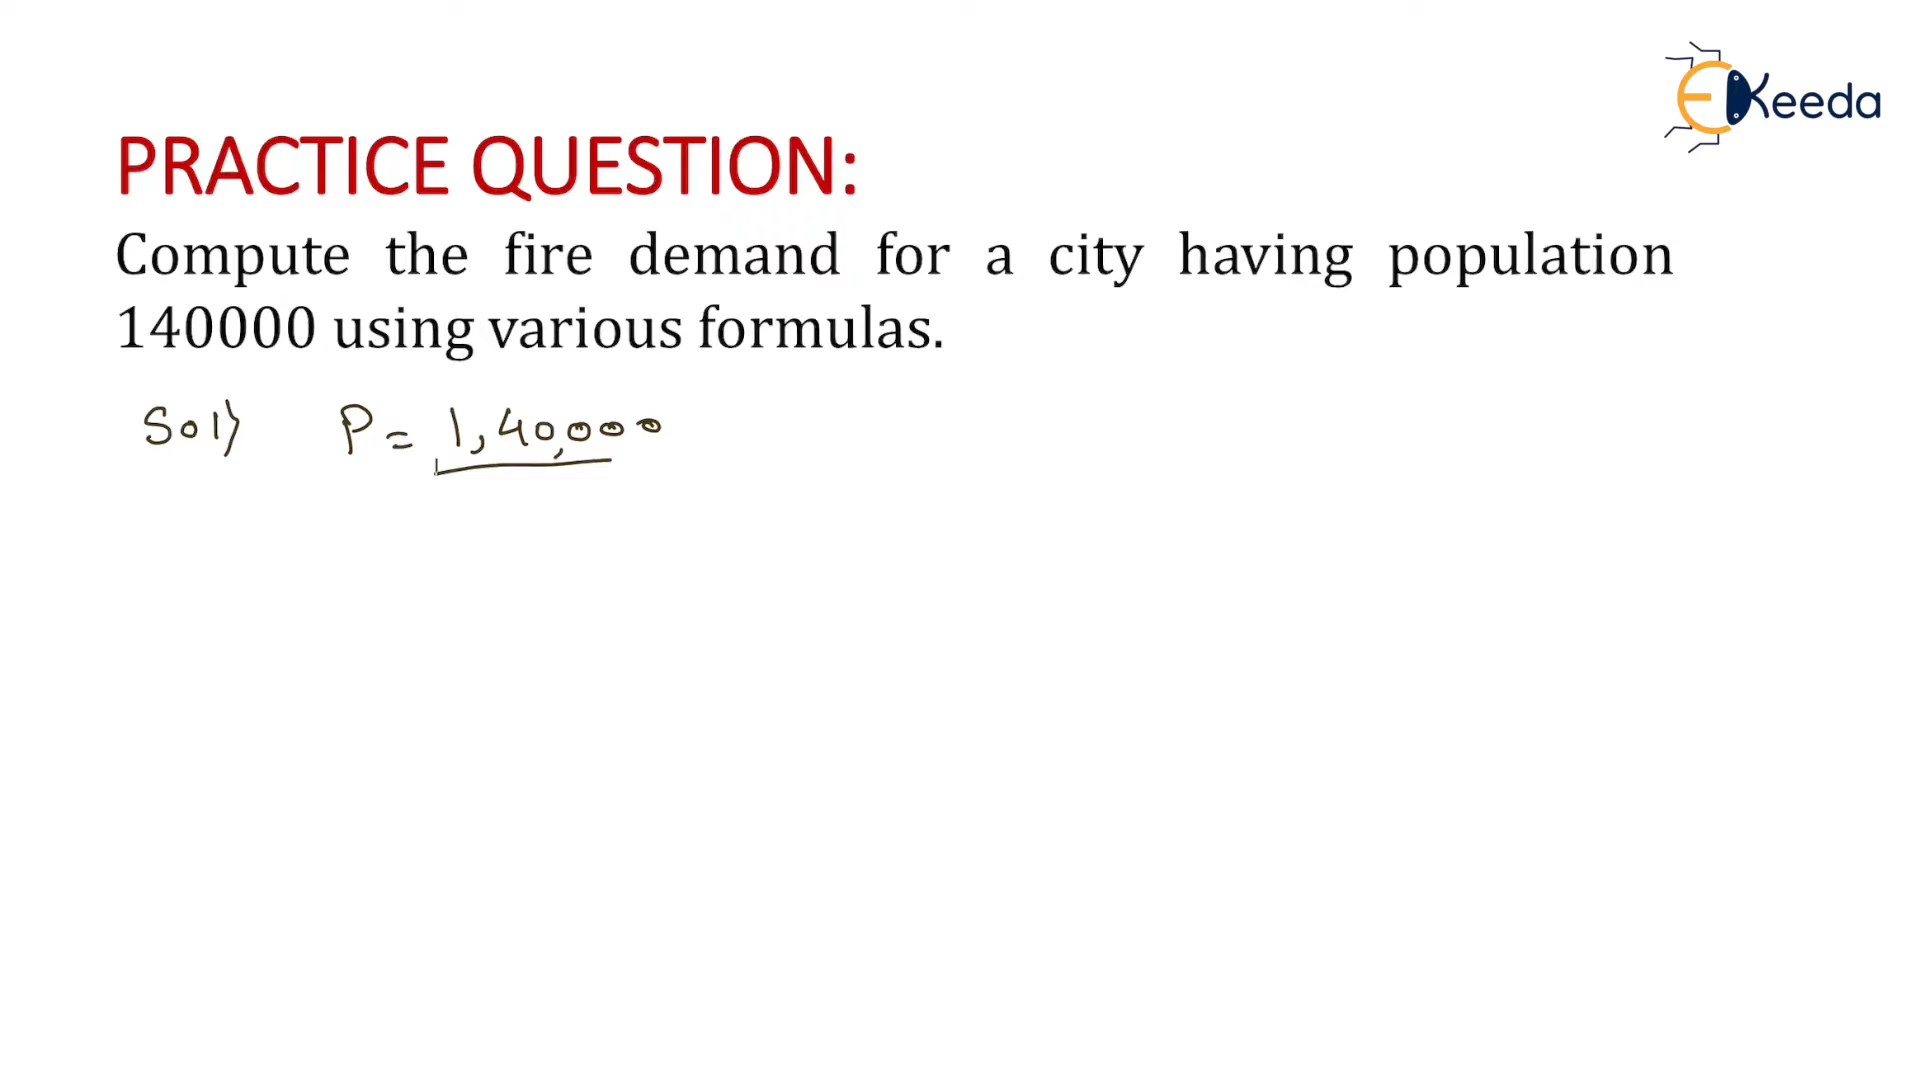 EKeeda
PRACTICE QUESTION:
Compute the fire demand for a city having population
140000 using various formulas.
Sol) P = 1,40,000